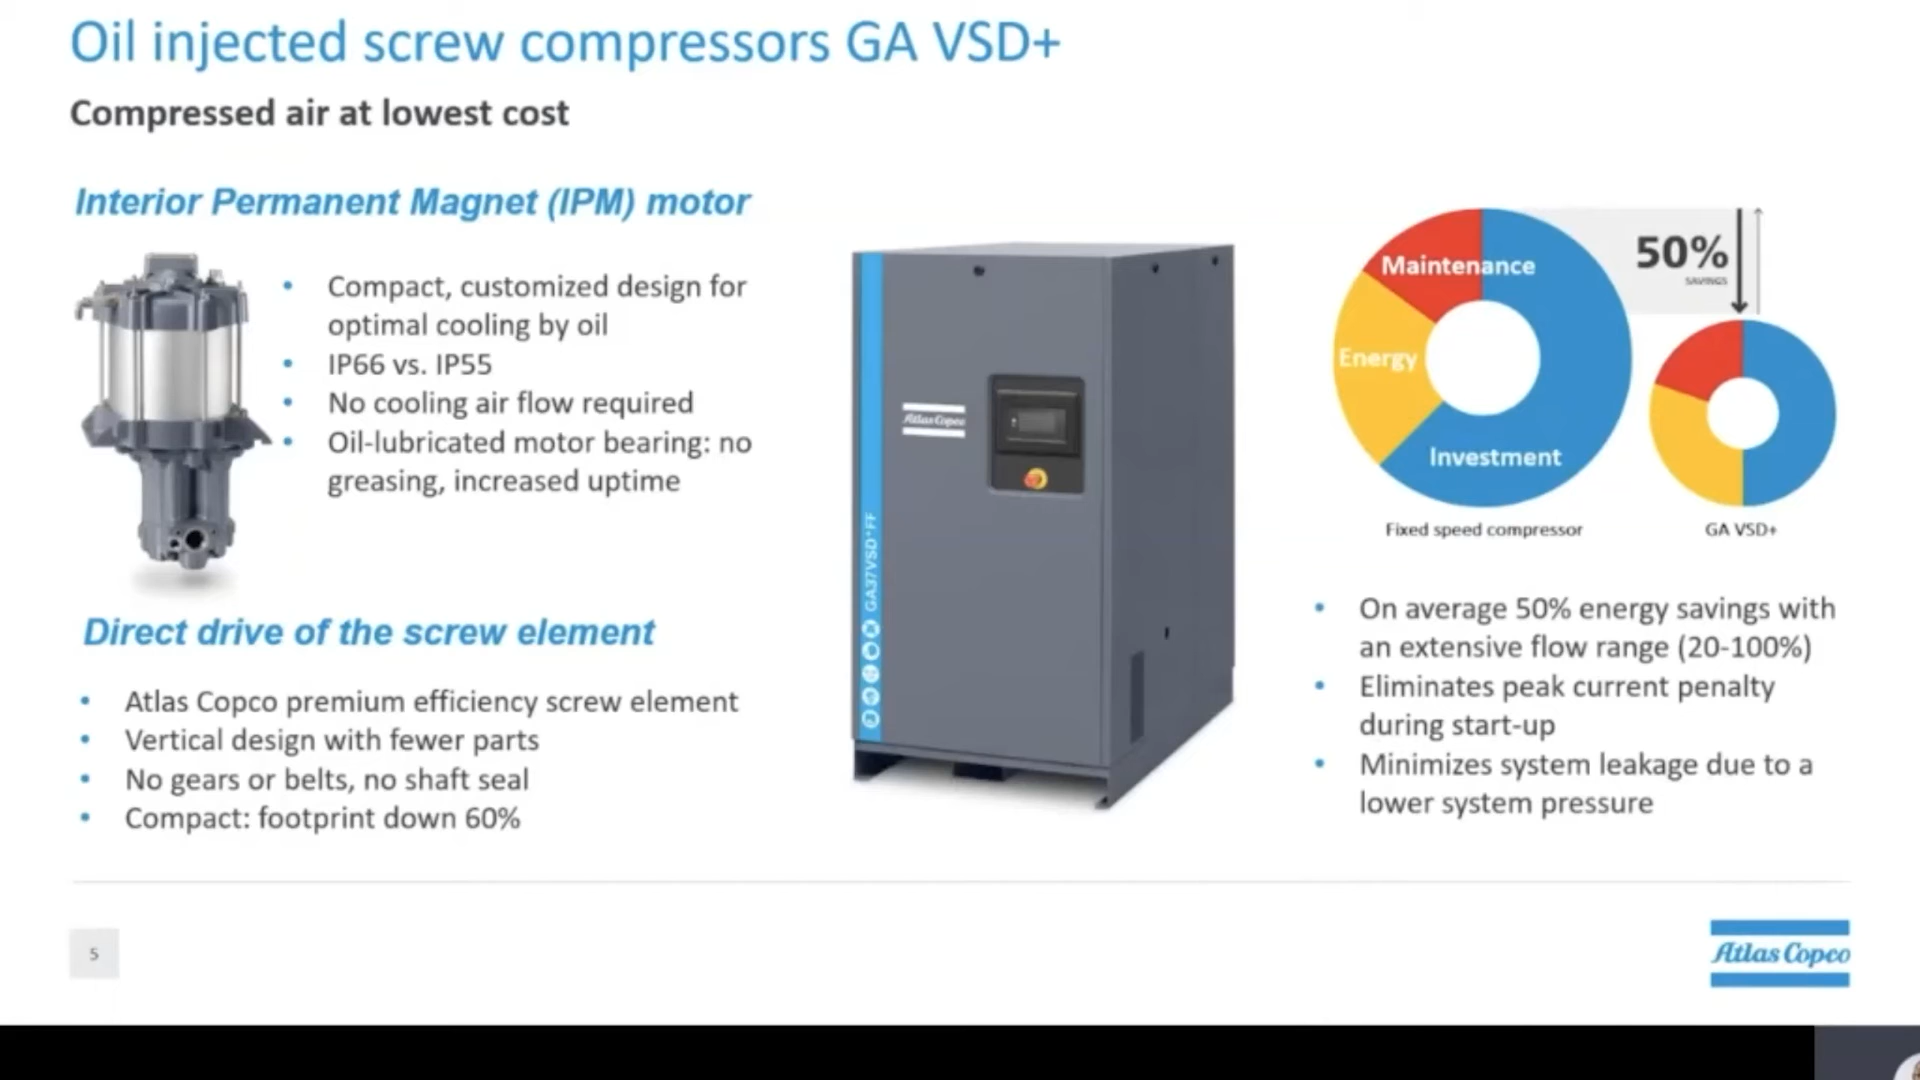 Oil injected screw compressors GA VSD+
Compressed air at lowest cost
Interior Permanent Magnet (IPM) motor
• Compact, customized design for
optimal cooling by oil
• IP66 vs. IP55
• No cooling air flow required
• Oil-lubricated motor bearing: no
greasing, increased uptime
Direct drive of the screw element
• Atlas Copco premium efficiency screw element
• Vertical design with fewer parts
• No gears or belts, no shaft seal
• Compact: footprint down 60%
Atlas Copco
GA37VSD+FF
Maintenance
Energy
Investment
50%
SAVINGS
Fixed speed compressor
GA VSD+
• On average 50% energy savings with
an extensive flow range (20-100%)
• Eliminates peak current penalty
during start-up
• Minimizes system leakage due to a
lower system pressure
5
Atlas Copco